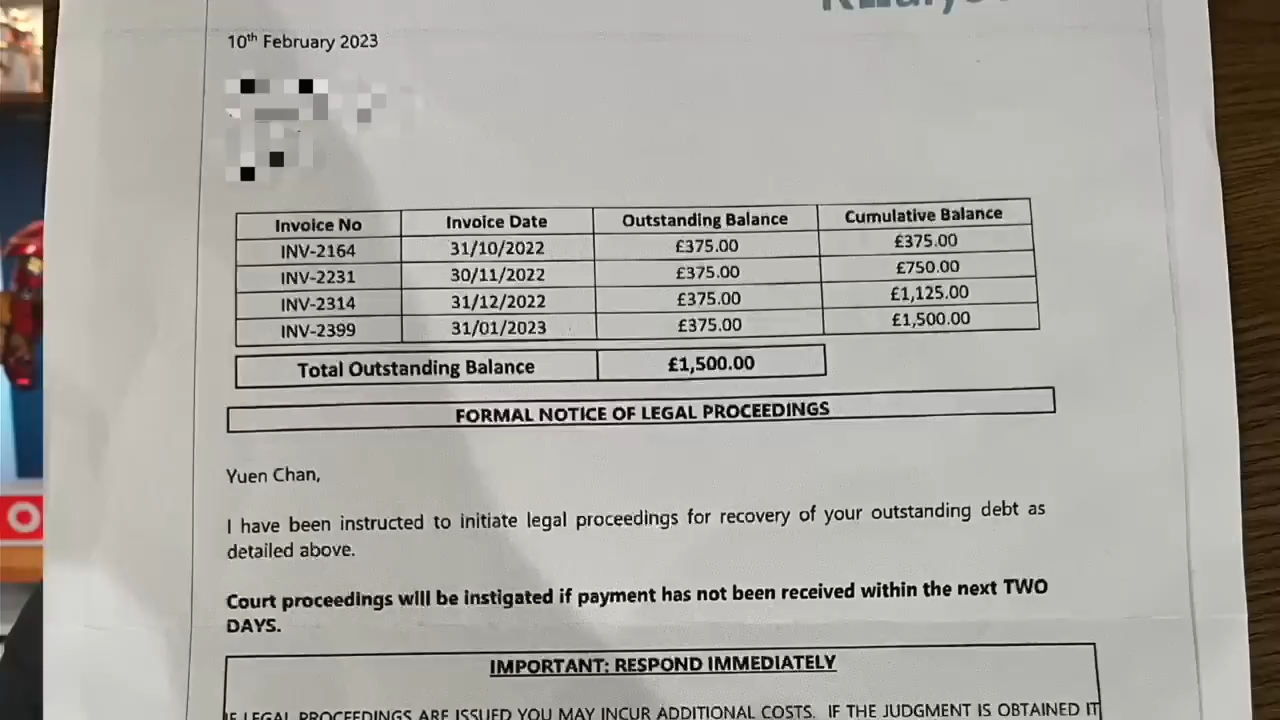 10th February 2023
Invoice No Invoice Date Outstanding Balance Cumulative Balance
INV-2164 31/10/2022 £375.00 £375.00
INV-2231 30/11/2022 £375.00 £750.00
INV-2314 31/12/2022 £375.00 £1,125.00
INV-2399 31/01/2023 £375.00 £1,500.00
Total Outstanding Balance £1,500.00
FORMAL NOTICE OF LEGAL PROCEEDINGS
Yuen Chan,
I have been instructed to initiate legal proceedings for recovery of your outstanding debt as
detailed above.
Court proceedings will be instigated if payment has not been received within the next TWO
DAYS.
IMPORTANT: RESPOND IMMEDIATELY
IF LEGAL PROCEEDINGS ARE ISSUED YOU MAY INCUR ADDITIONAL COSTS. IF THE JUDGMENT IS OBTAINED IT